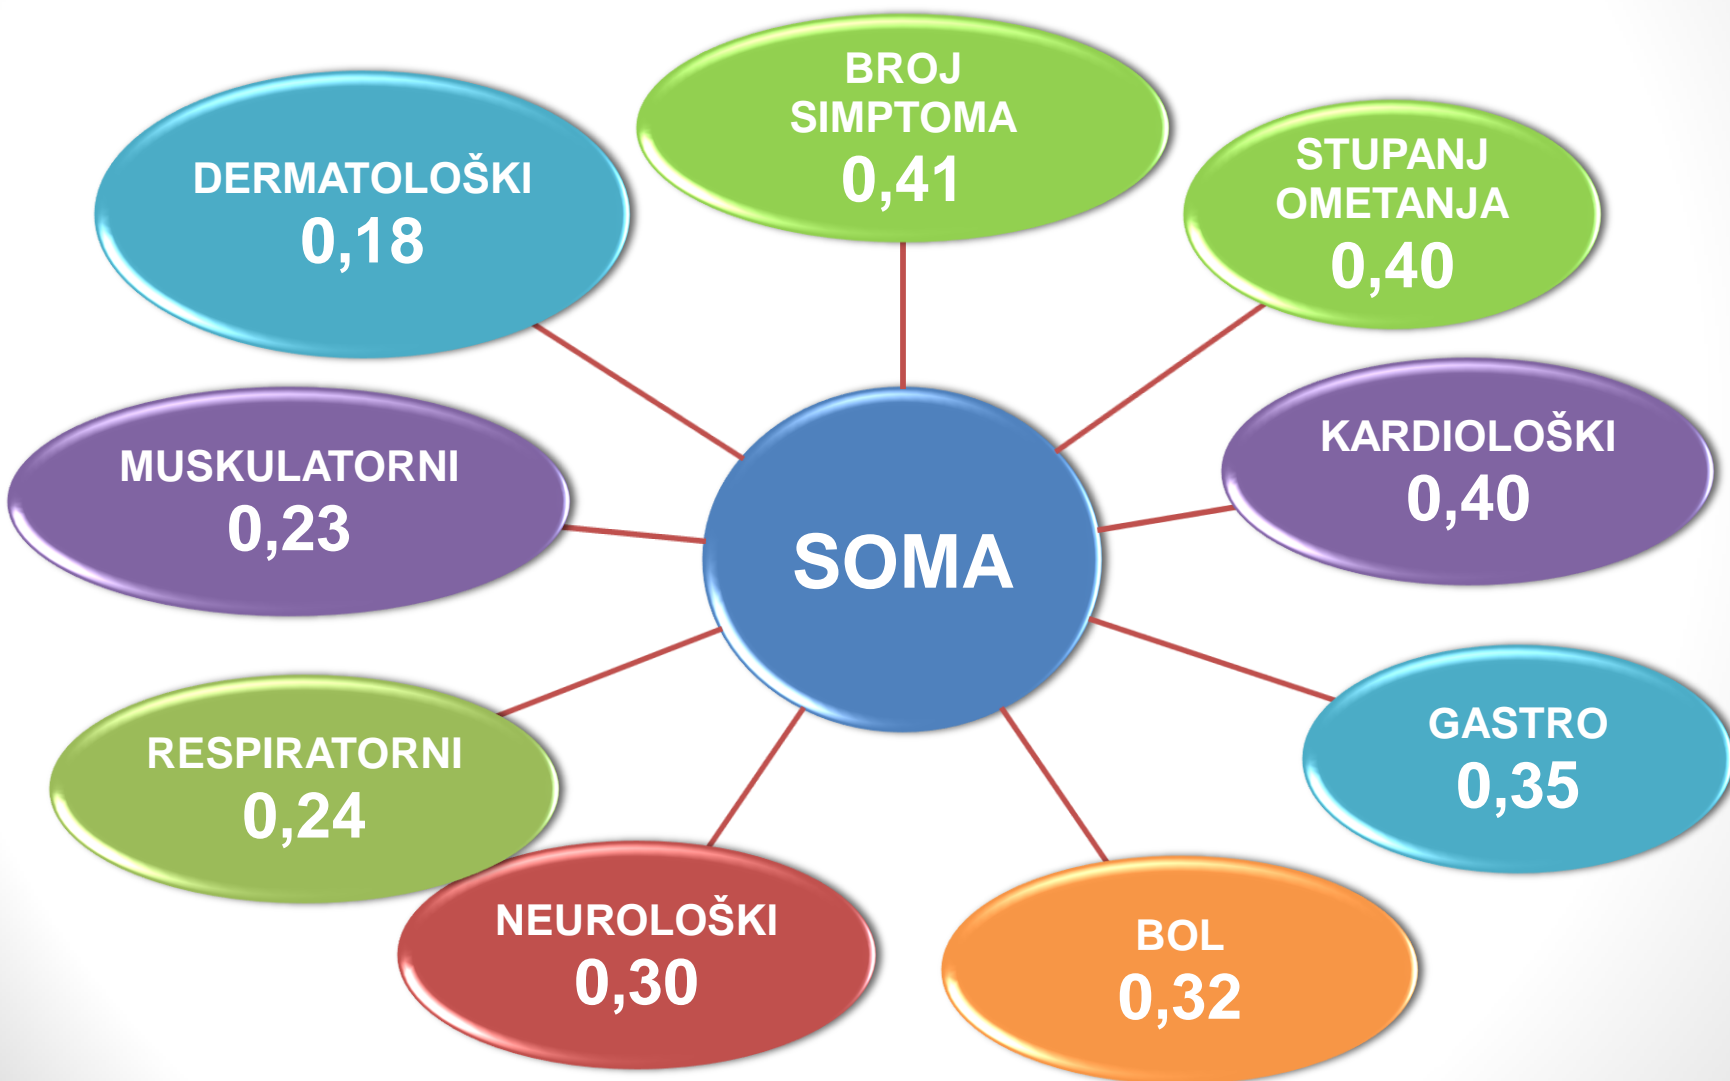 BROJ
SIMPTOMA
0,41
STUPANJ
OMETANJA
0,40
KARDIOLOŠKI
0,40
GASTRO
0,35
BOL
0,32
NEUROLOŠKI
0,30
RESPIRATORNI
0,24
MUSKULATORNI
0,23
DERMATOLOŠKI
0,18
SOMA